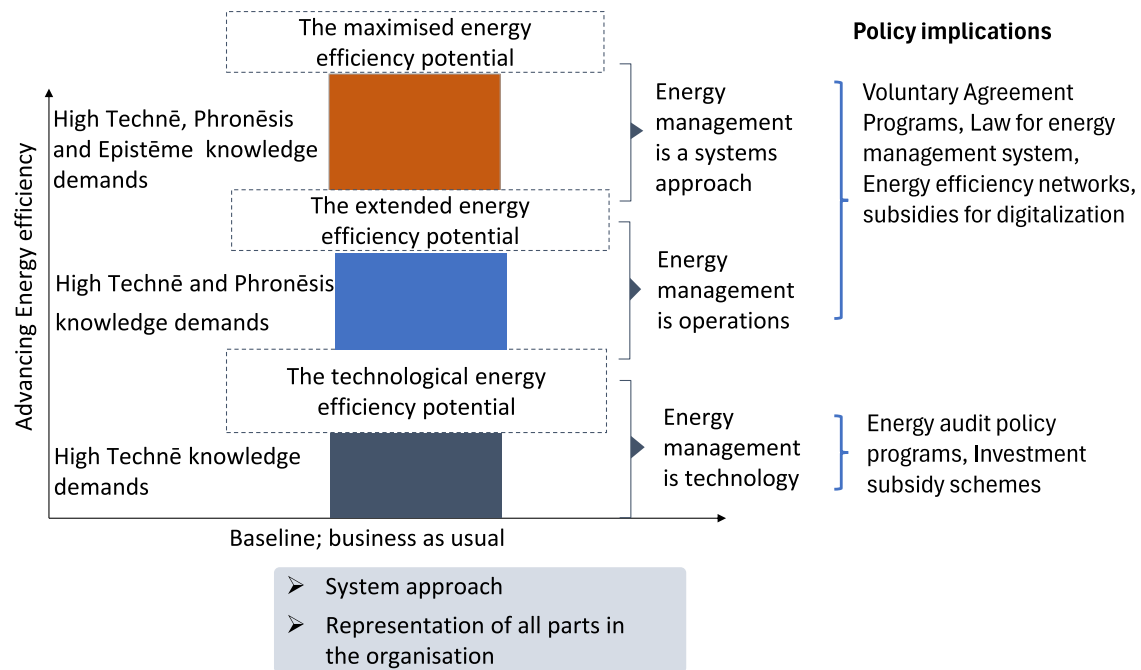 The maximised energy
efficiency potential
Policy implications
High Technē, Phronēsis
and Epistēme knowledge
demands
Energy
management
is a systems
approach
Voluntary Agreement
Programs, Law for energy
management system,
Energy efficiency networks,
subsidies for digitalization
The extended energy
efficiency potential
High Technē and Phronēsis
knowledge demands
Energy
management
is operations
The technological energy
efficiency potential
High Technē knowledge
demands
Energy
management
is technology
Energy audit policy
programs, Investment
subsidy schemes
Advancing Energy efficiency
Baseline; business as usual
➢ System approach
➢ Representation of all parts in
the organisation